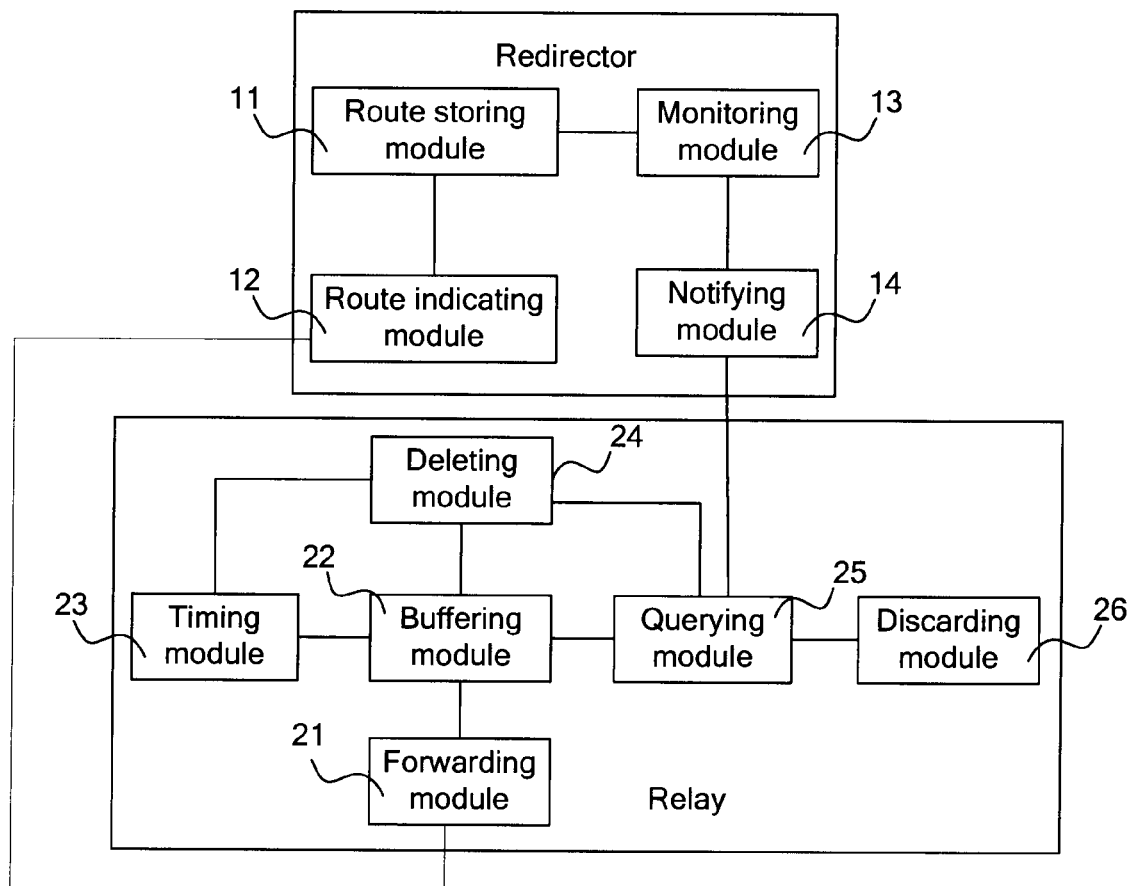 Redirector
11
Route storing
module
Monitoring
module
13
12
Route indicating
module
Notifying
module
14
Deleting
module
24
22
23
Timing
module
Buffering
module
Querying
module
25
Discarding
module
26
21
Forwarding
module
Relay